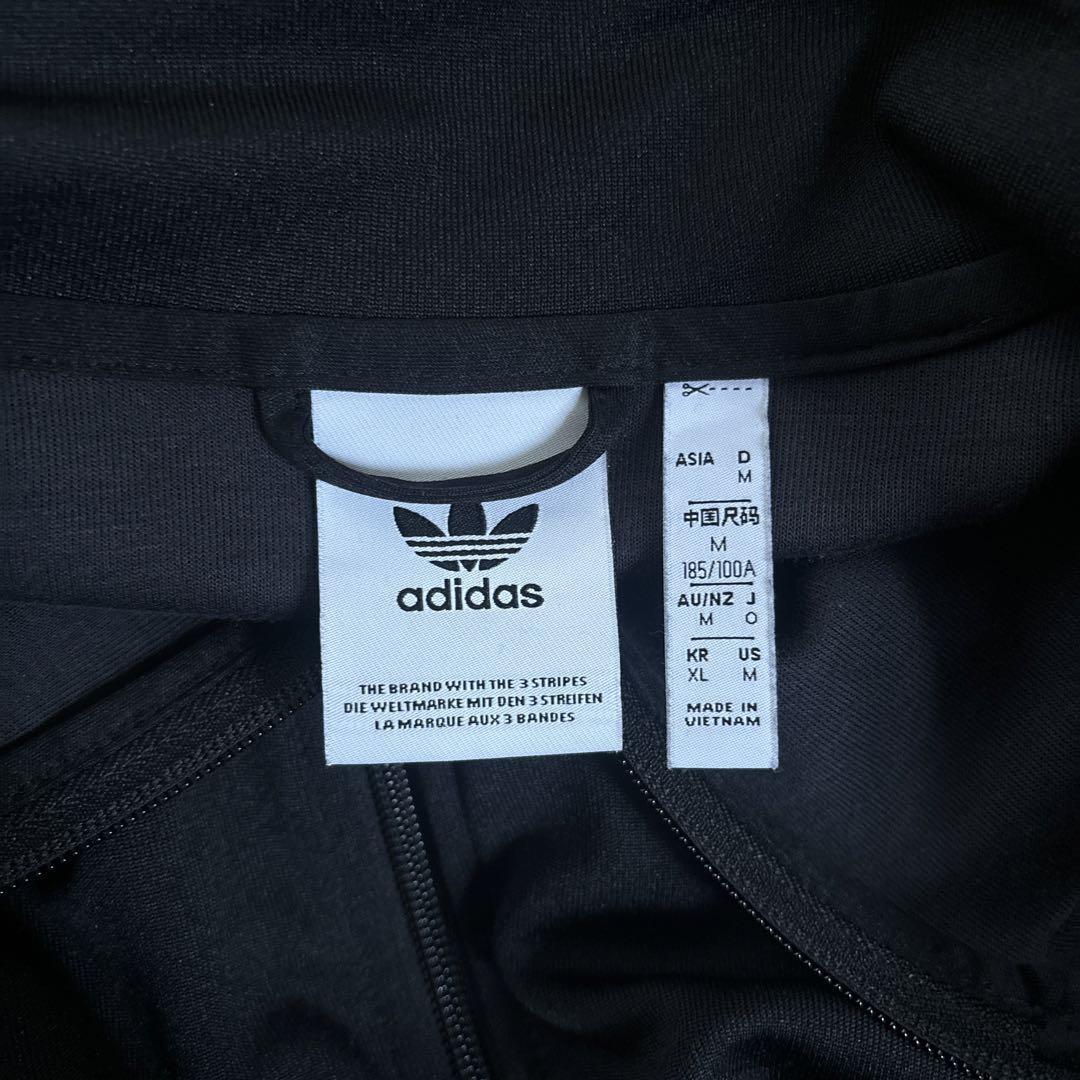 adidas
THE BRAND WITH THE 3 STRIPES
DIE WELTMARKE MIT DEN 3 STREIFEN
LA MARQUE AUX 3 BANDES
ASIA D
M
中国尺码
M
185/100A
AU/NZ J
M O
KR US
XL M
MADE IN
VIETNAM